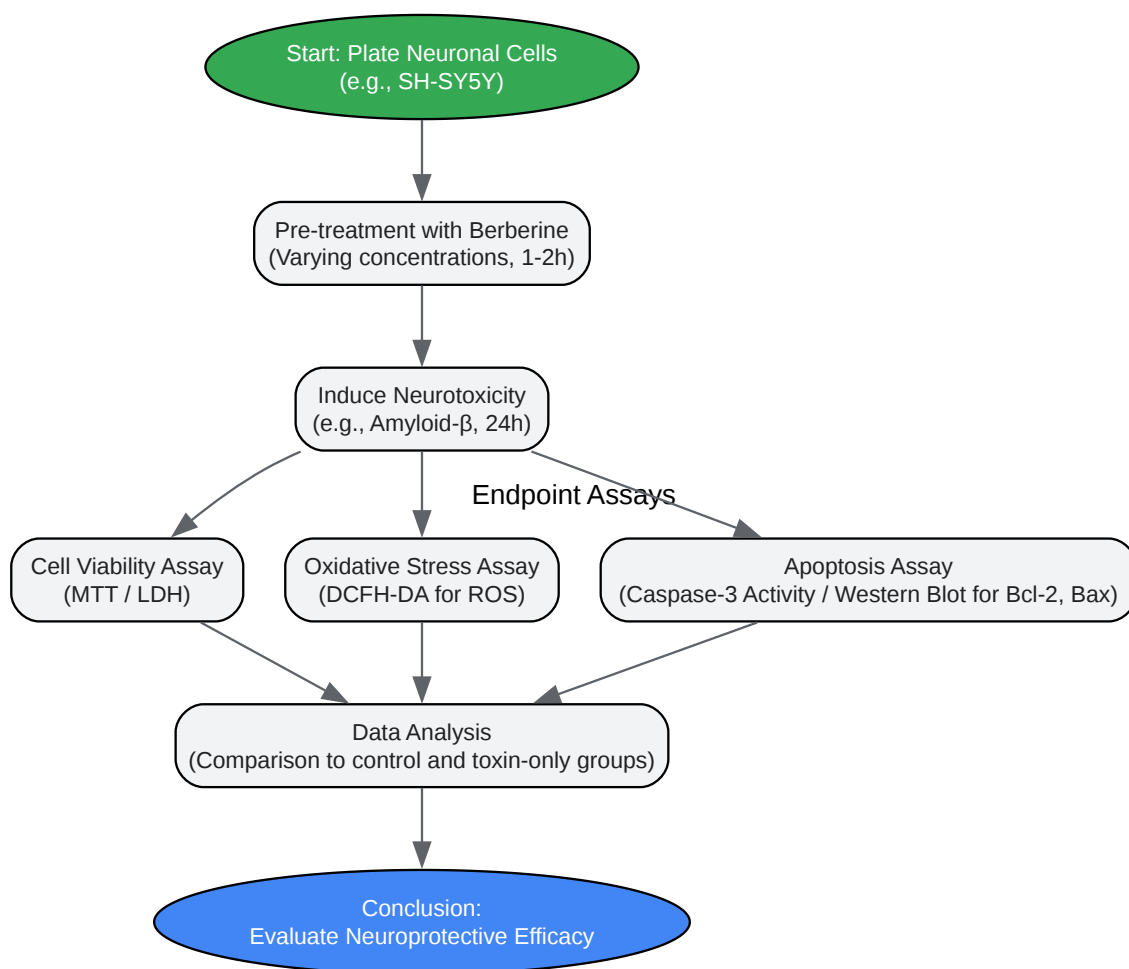 Start: Plate Neuronal Cells
(e.g., SH-SY5Y)
Pre-treatment with Berberine
(Varying concentrations, 1-2h)
Induce Neurotoxicity
(e.g., Amyloid-β, 24h)
Endpoint Assays
Cell Viability Assay
(MTT / LDH)
Oxidative Stress Assay
(DCFH-DA for ROS)
Apoptosis Assay
(Caspase-3 Activity / Western Blot for Bcl-2, Bax)
Data Analysis
(Comparison to control and toxin-only groups)
Conclusion:
Evaluate Neuroprotective Efficacy